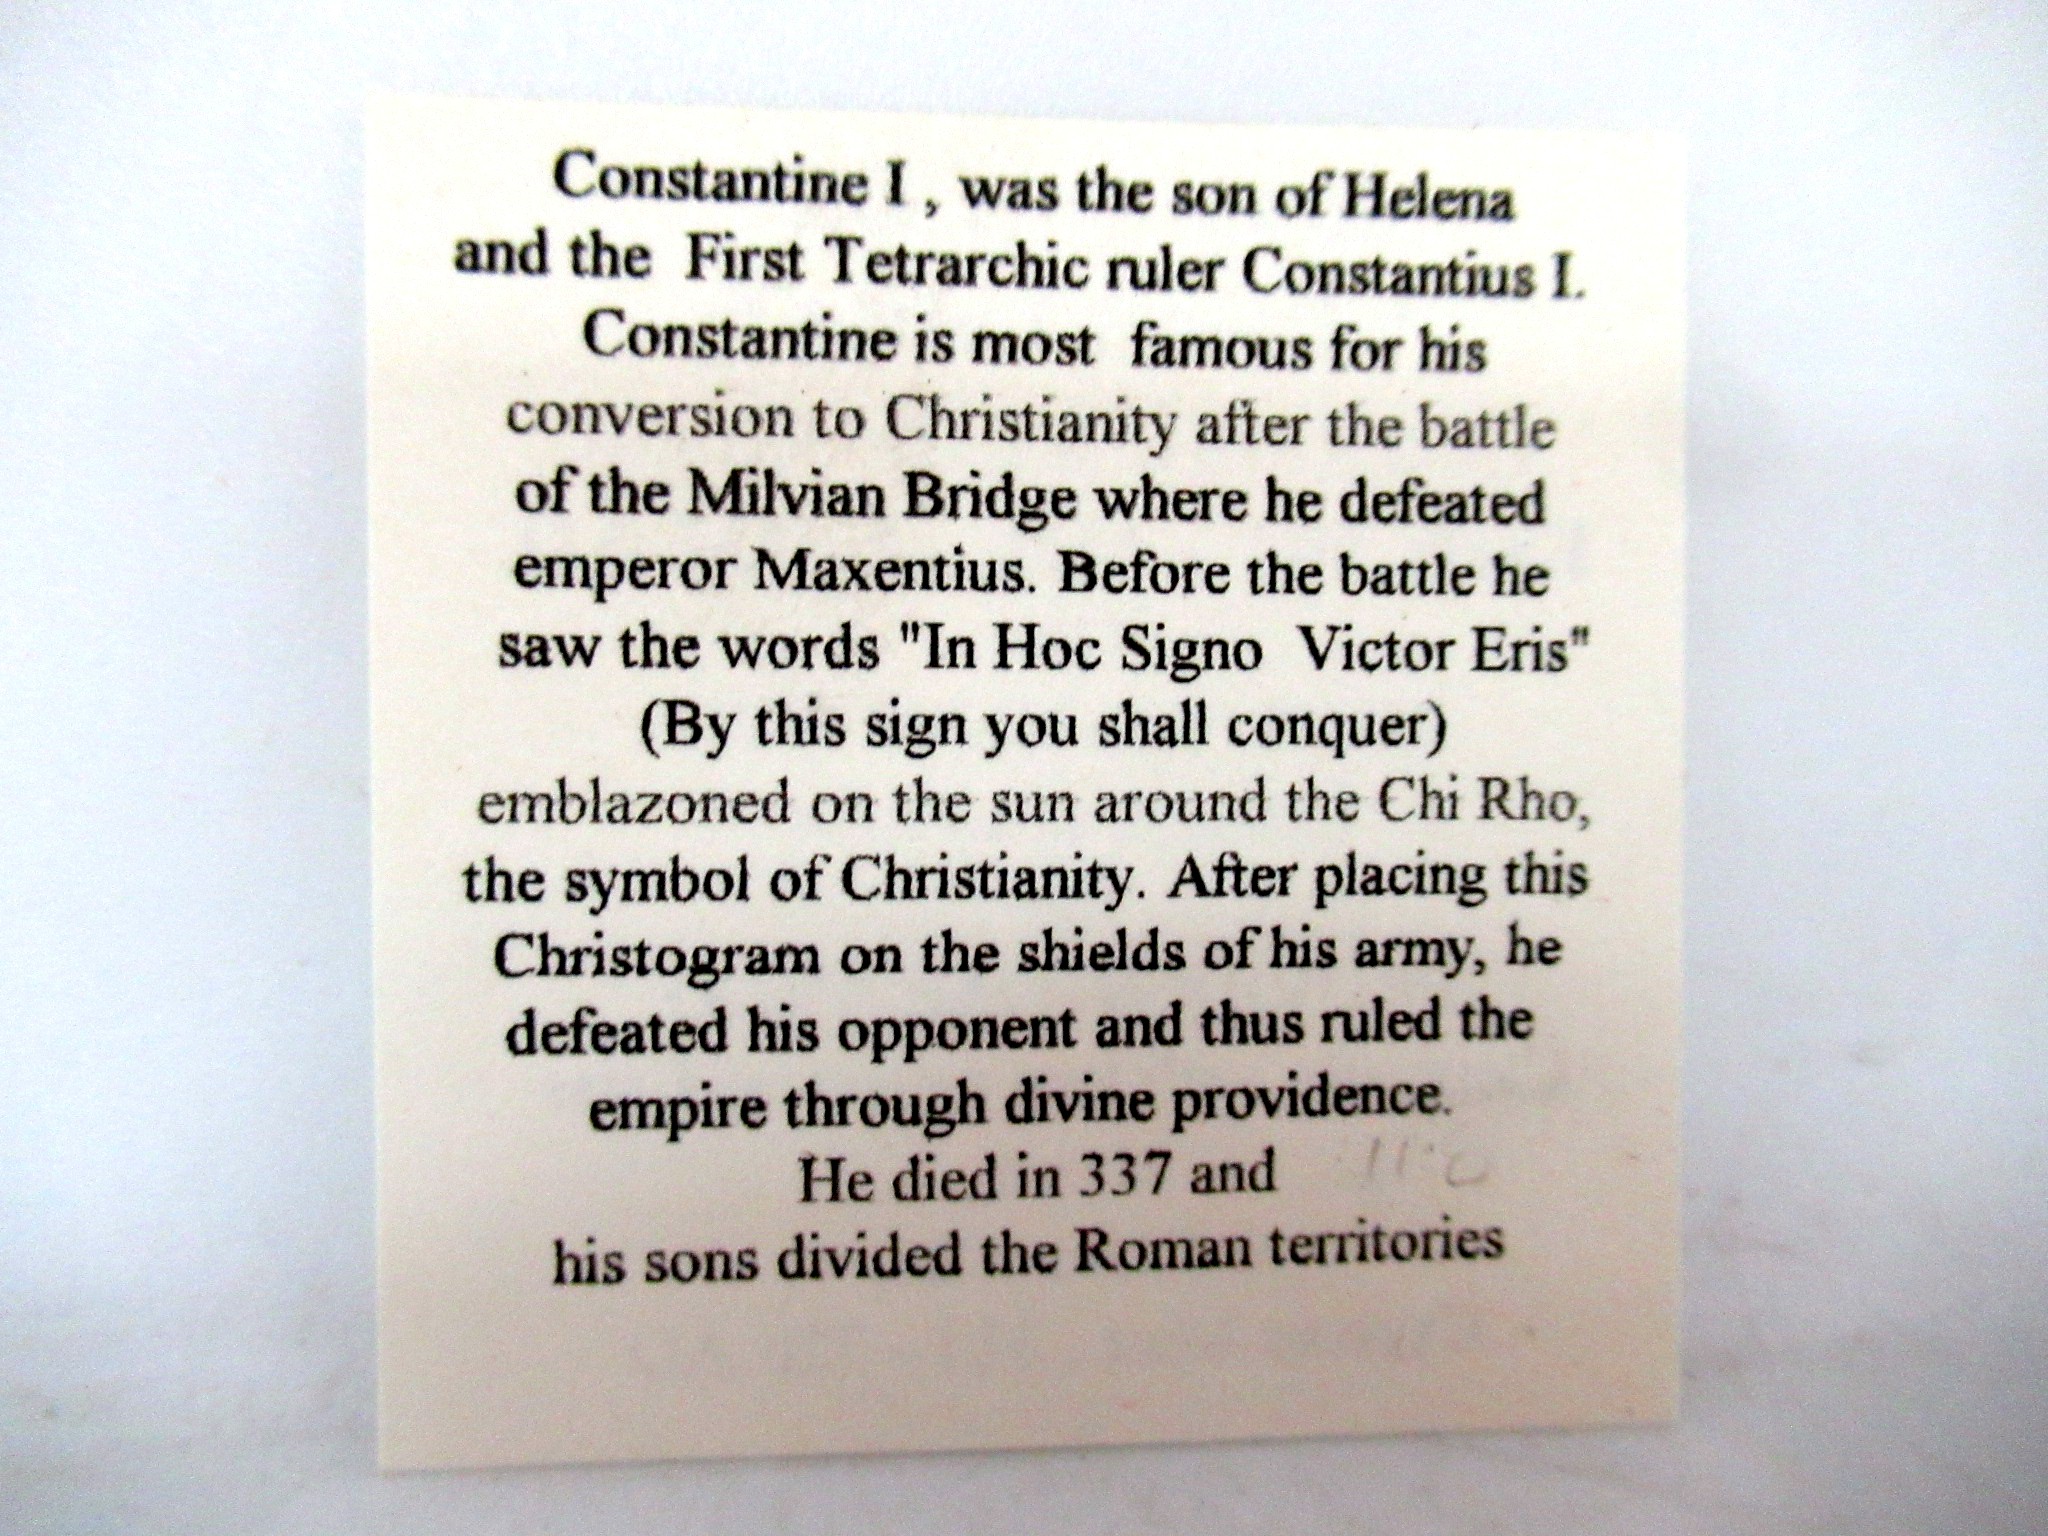 Constantine I , was the son of Helena
and the First Tetrarchic ruler Constantius I.
Constantine is most famous for his
conversion to Christianity after the battle
of the Milvian Bridge where he defeated
emperor Maxentius. Before the battle he
saw the words "In Hoc Signo Victor Eris"
(By this sign you shall conquer)
emblazoned on the sun around the Chi Rho,
the symbol of Christianity. After placing this
Christogram on the shields of his army, he
defeated his opponent and thus ruled the
empire through divine providence.
He died in 337 and
his sons divided the Roman territories